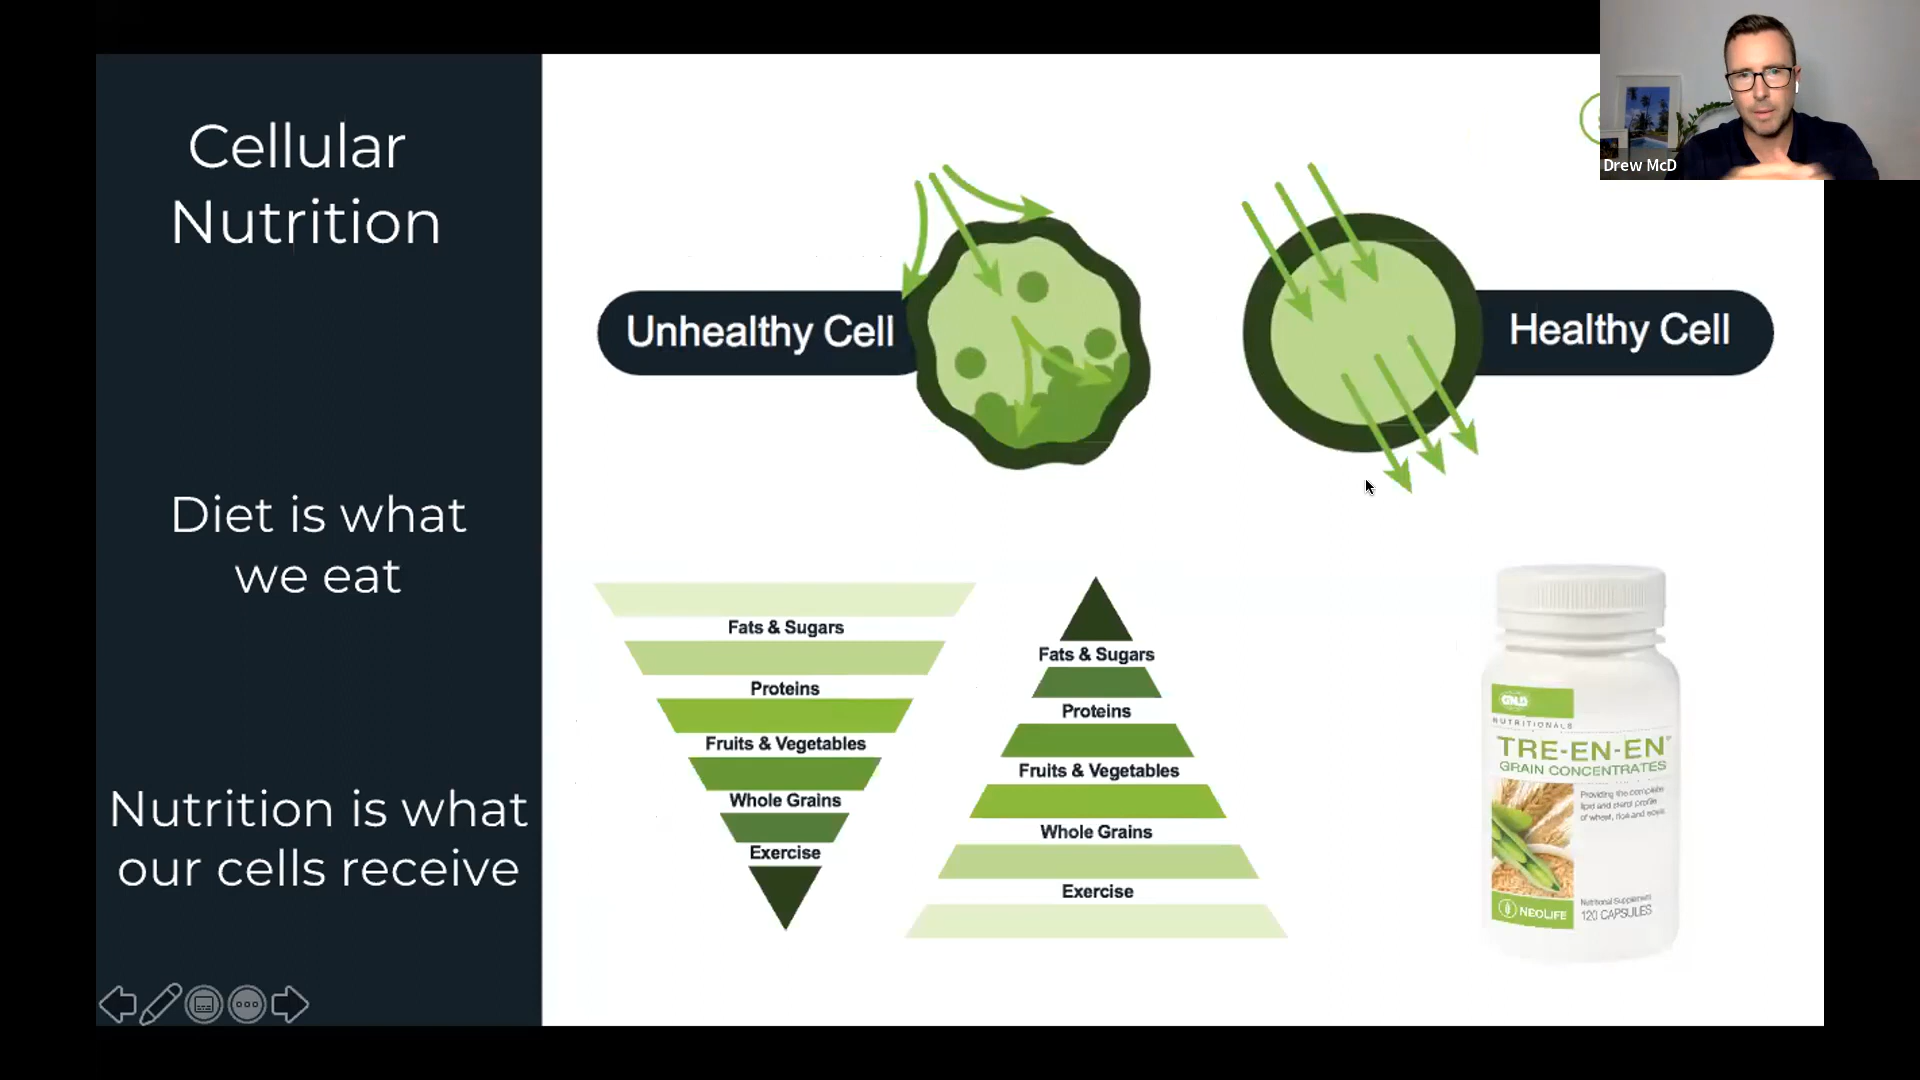 Cellular
Nutrition
Diet is what
we eat
Nutrition is what
our cells receive
Unhealthy Cell
Healthy Cell
Fats & Sugars
Proteins
Fruits & Vegetables
Whole Grains
Exercise
Fats & Sugars
Proteins
Fruits & Vegetables
Whole Grains
Exercise
GNLD
NUTRITIONALS
TRE-EN-EN
GRAIN CONCENTRATES
Providing the complete
lipid and sterol profile
of wheat, rice and soya.
NEOLIFE
Nutritional Supplement
120 CAPSULES
Drew McD